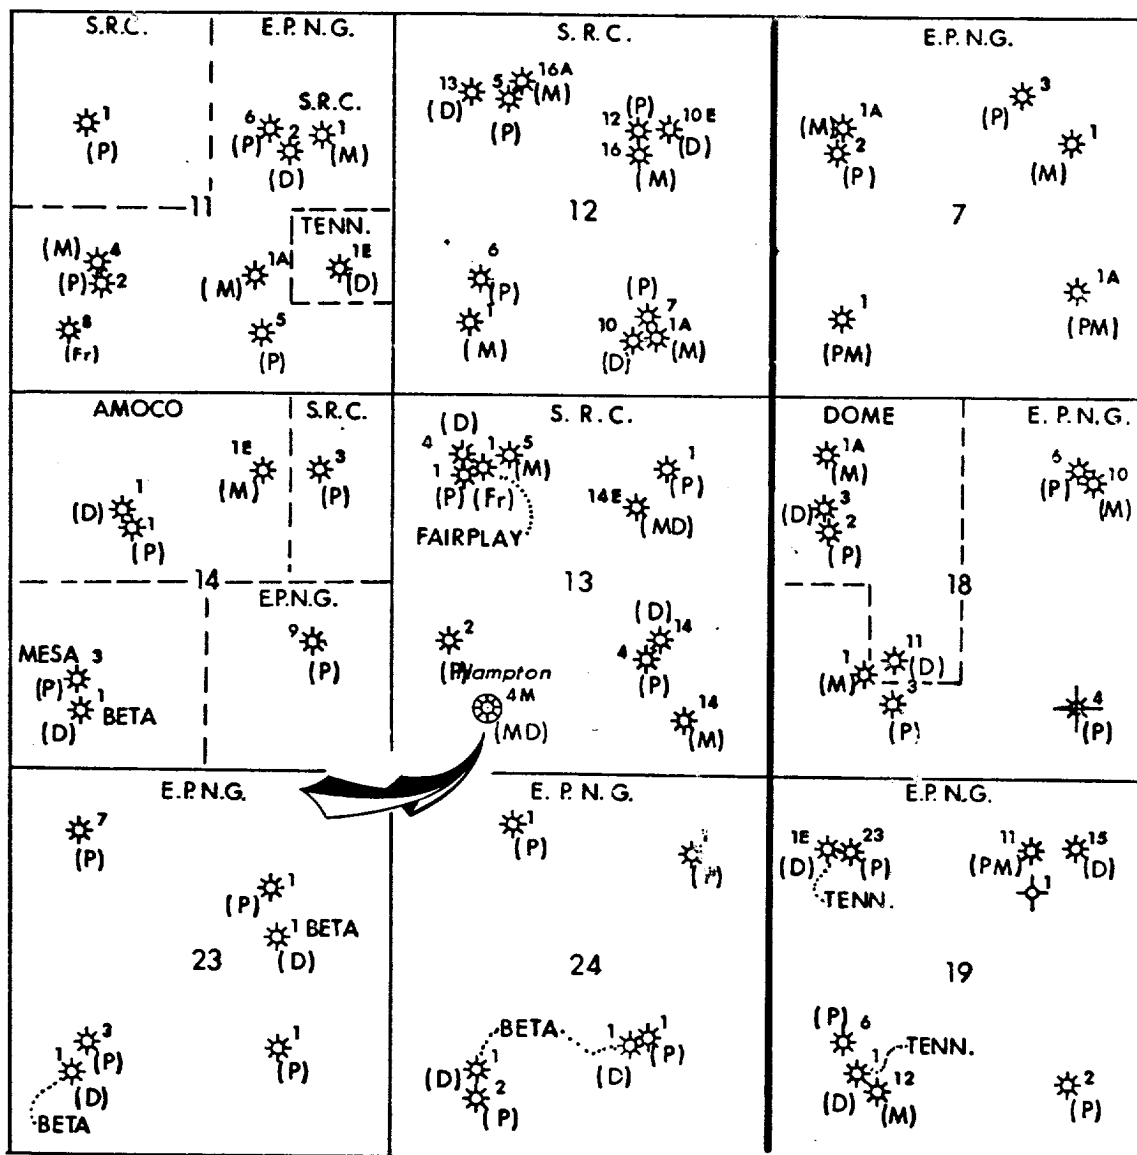 S.R.C.
E.P.N.G.
1
(P)
6
(P)
2
(D)
S.R.C.
1
(M)
11
(M)
4
(P)
2
8
(Fr)
1A
(M)
TENN.
1E
(D)
5
(P)
S.R.C.
13
(D)
5
(P)
16A
(M)
(P)
12
10E
(D)
16
(M)
12
6
(P)
1
(M)
(P)
7
10
(D)
1A
(M)
E.P.N.G.
1A
(M)
2
(P)
3
(P)
1
(M)
7
1
(PM)
1A
(PM)
AMOCO
S.R.C.
1E
(M)
3
(P)
1
(D)
1
(P)
14
E.P.N.G.
9
(P)
MESA
3
(P)
1
BETA
(D)
S.R.C.
(D)
4
1
5
(M)
1
(P)
(Fr)
FAIRPLAY
1
(P)
14E
(MD)
13
2
(P)
Hampton
4M
(MD)
(D)
14
4
(P)
14
(M)
DOME
E.P.N.G.
1A
(M)
3
(D)
2
(P)
6
(P)
10
(M)
18
1
(M)
11
(D)
3
(P)
4
(P)
E.P.N.G.
7
(P)
1
(P)
1
BETA
(D)
23
3
(P)
1
(D)
BETA
1
(P)
E.P.N.G.
1
(P)
24
BETA
1
(D)
2
(P)
1
(D)
1
(P)
E.P.N.G.
1E
(D)
23
(P)
TENN.
11
(PM)
15
(D)
1
19
(P)
6
1
TENN.
(D)
12
(M)
2
(P)